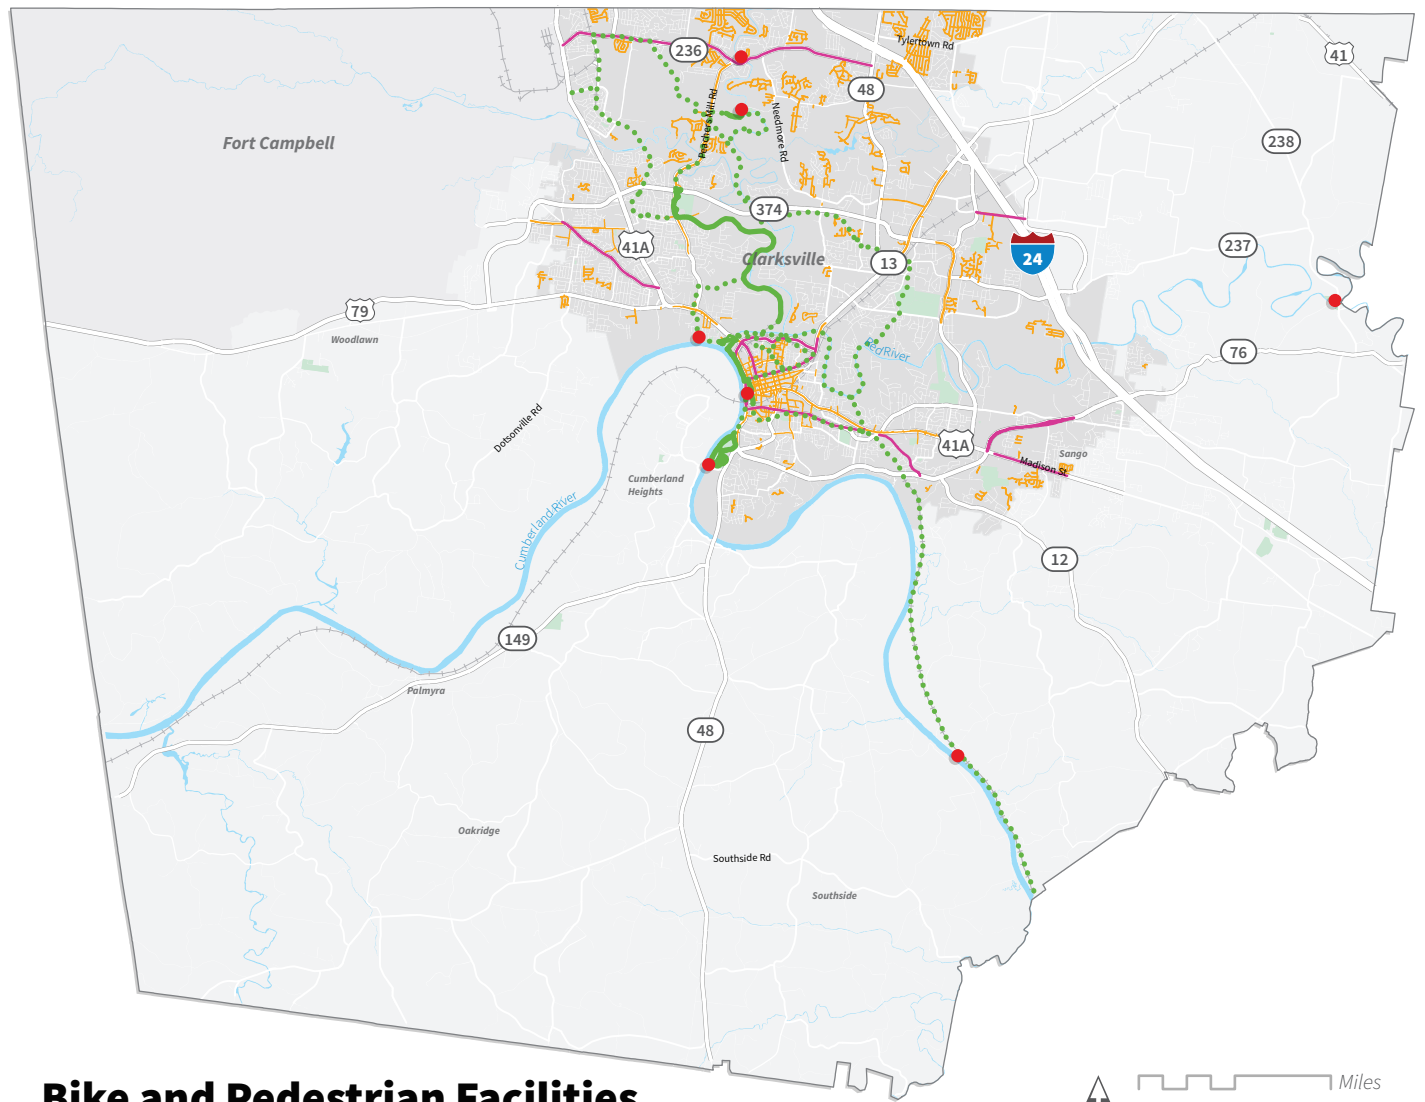 Tylertown Rd
236
41
48
Peachers Mill Rd
Needmore Rd
Fort Campbell
238
374
41A
237
Clarksville
13
24
79
Woodlawn
Red River
76
Dotsonville Rd
41A
Sango
Madison St
Cumberland
Heights
Cumberland River
12
149
Palmyra
48
Oakridge
Southside Rd
Southside
Bike and Pedestrian Facilities
Miles